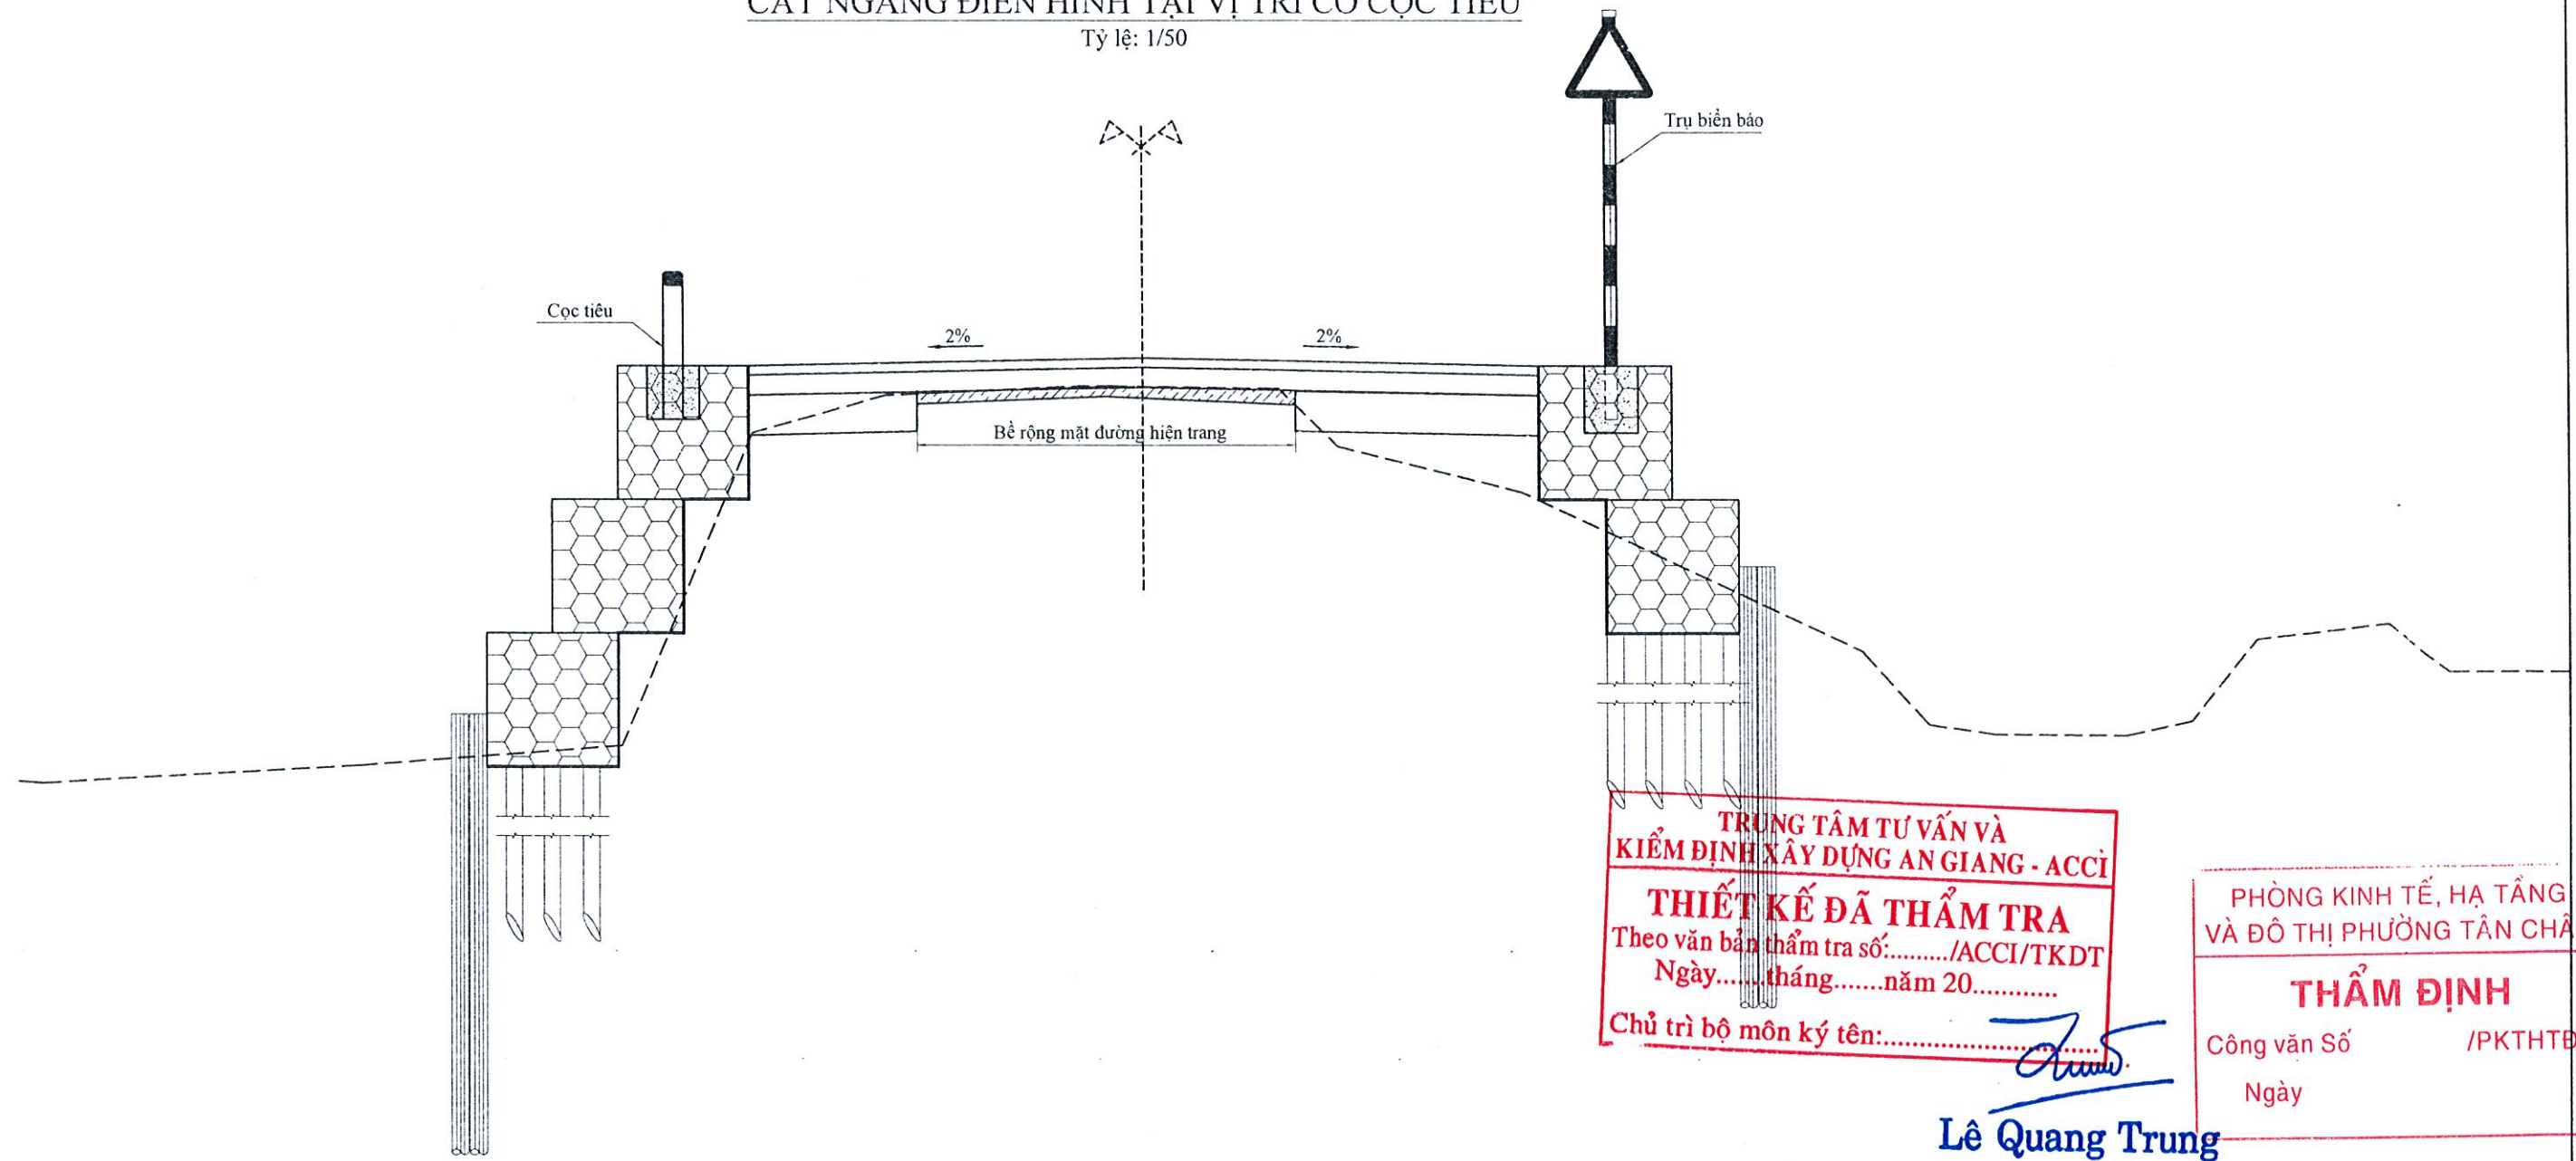 CẮT NGANG ĐIỂN HÌNH TẠI VỊ TRÍ CÓ CỌC TIÊU
Tỷ lệ: 1/50
Trụ biển báo
Cọc tiêu
2%
2%
Bề rộng mặt đường hiện trang
TRUNG TÂM TƯ VẤN VÀ
KIỂM ĐỊNH XÂY DỰNG AN GIANG - ACCI
THIẾT KẾ ĐÃ THẨM TRA
Theo văn bản thẩm tra số:........./ACCI/TKDT
Ngày.......tháng.......năm 20............
Chủ trì bộ môn ký tên:..............................
Lê Quang Trung
PHÒNG KINH TẾ, HẠ TẦNG
VÀ ĐÔ THỊ PHƯỜNG TÂN CHÂ
THẨM ĐỊNH
Công văn Số /PKTHTĐ
Ngày